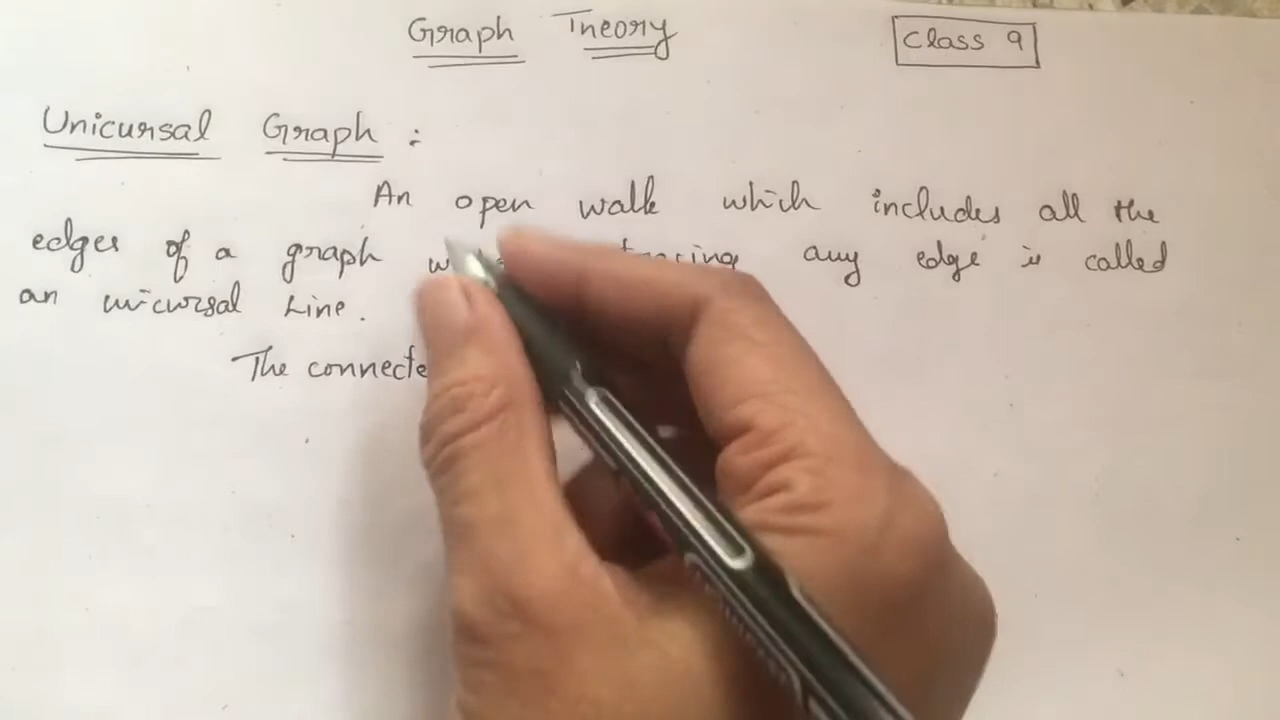 Graph Theory
Class 9
Unicursal Graph :
An open walk which includes all the
edges of a graph any edge is called
an unicursal Line.
The connecte